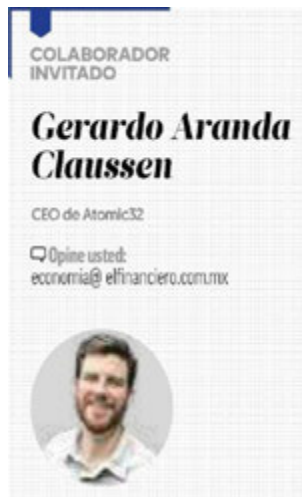 COLABORADOR
INVITADO
Gerardo Aranda
Claussen
CEO de Atomic32
Opine usted:
economia@ elfinanciero.com.mx